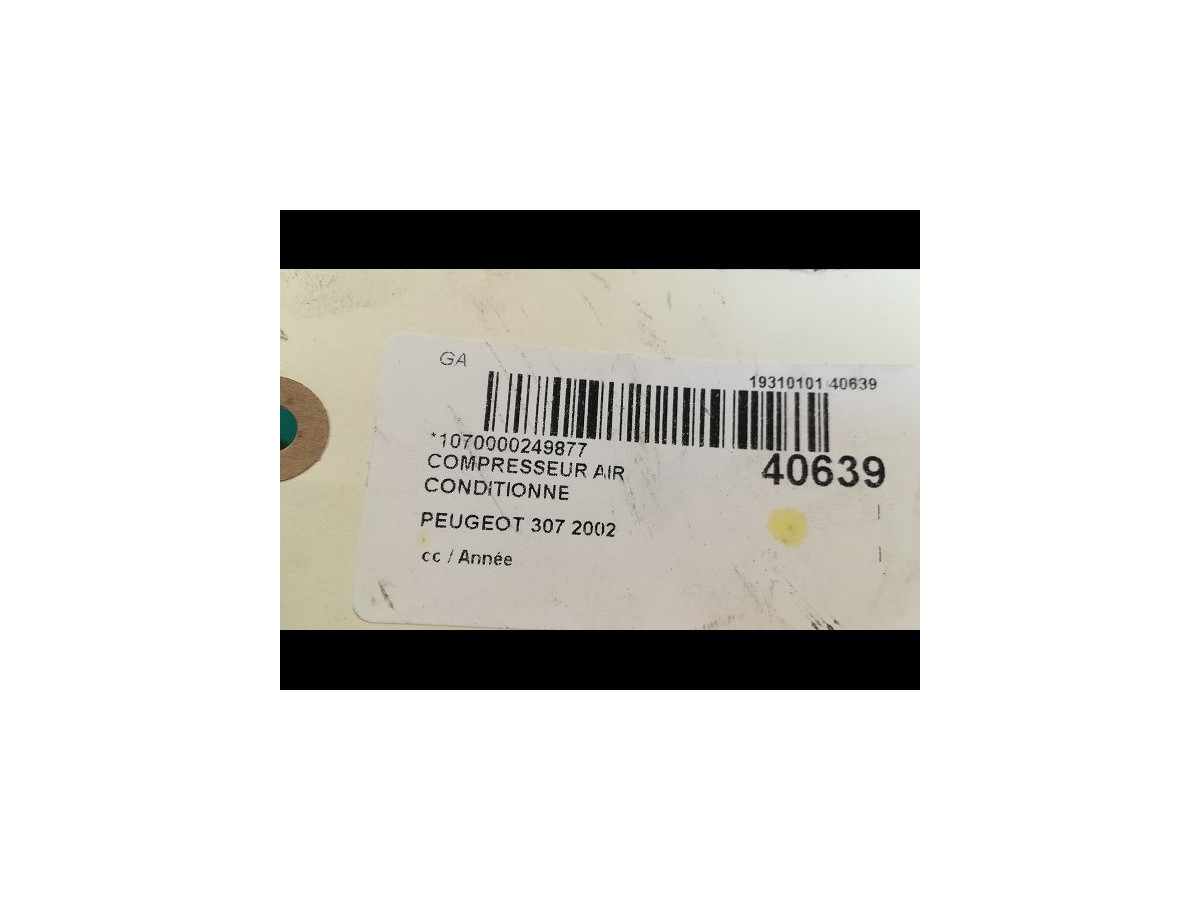 GA
19310101 40639
*1070000249877
40639
COMPRESSEUR AIR
CONDITIONNE
PEUGEOT 307 2002
cc / Année